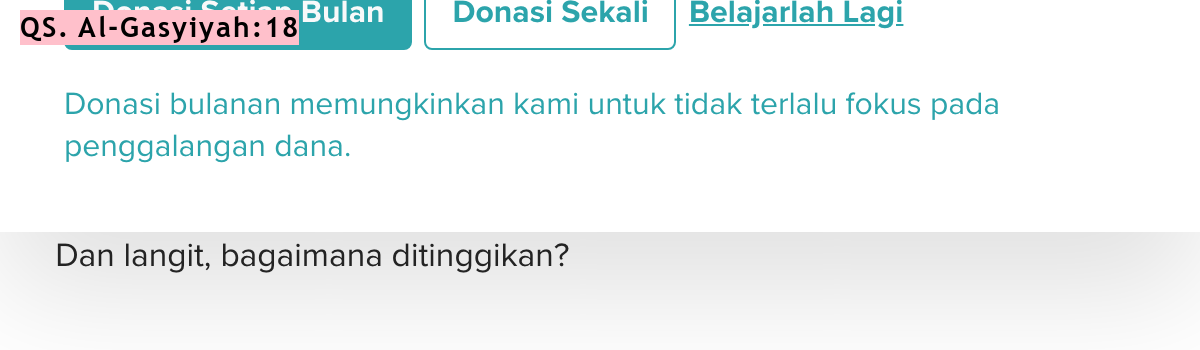 QS. Al-Gasyiyah:18
Bulan
Donasi Sekali
Belajarlah Lagi
Donasi bulanan memungkinkan kami untuk tidak terlalu fokus pada
penggalangan dana.
Dan langit, bagaimana ditinggikan?